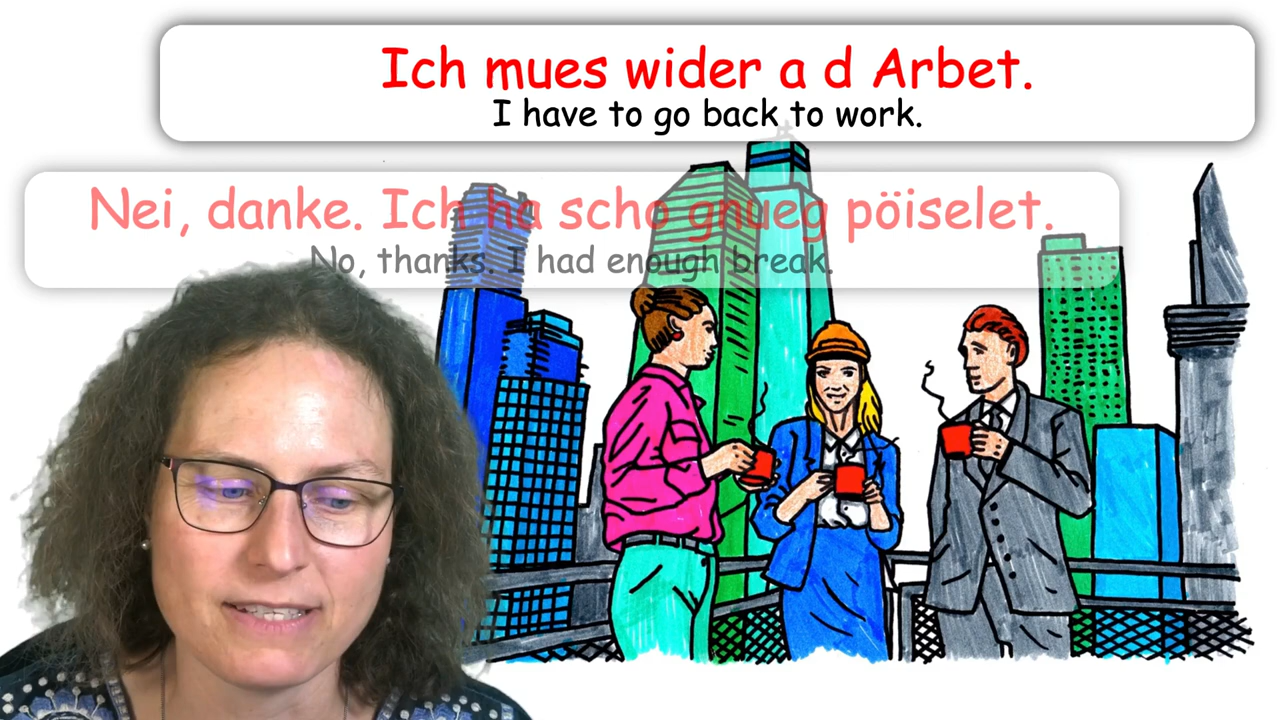 Ich mues wider a d Arbet.
I have to go back to work.
Nei, danke. Ich ha scho gnueg pöiselet.
No, thanks. I had enough break.